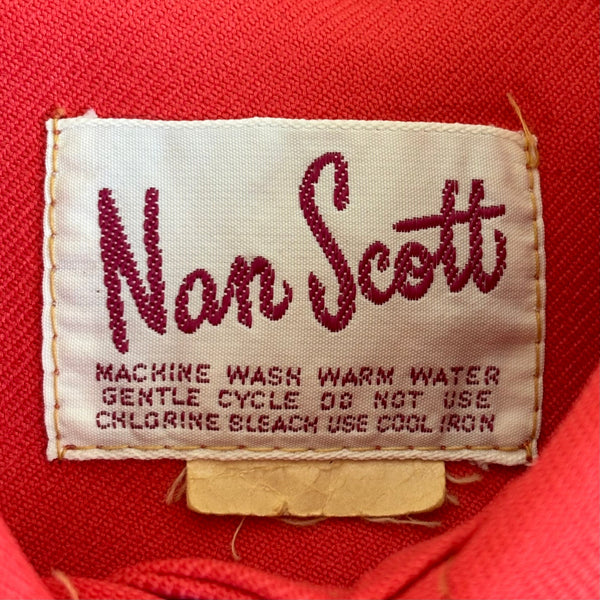 Nan Scott
MACHINE WASH WARM WATER
GENTLE CYCLE DO NOT USE
CHLORINE BLEACH USE COOL IRON